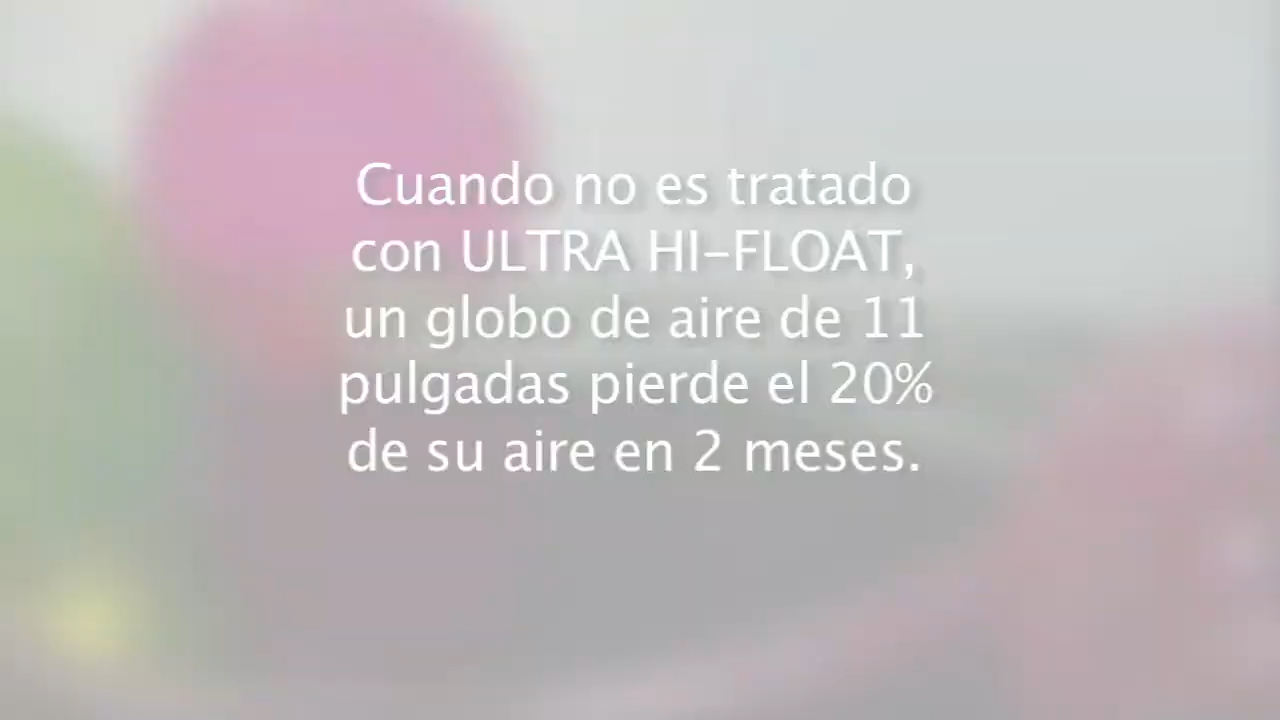 Cuando no es tratado
con ULTRA HI-FLOAT,
un globo de aire de 11
pulgadas pierde el 20%
de su aire en 2 meses.